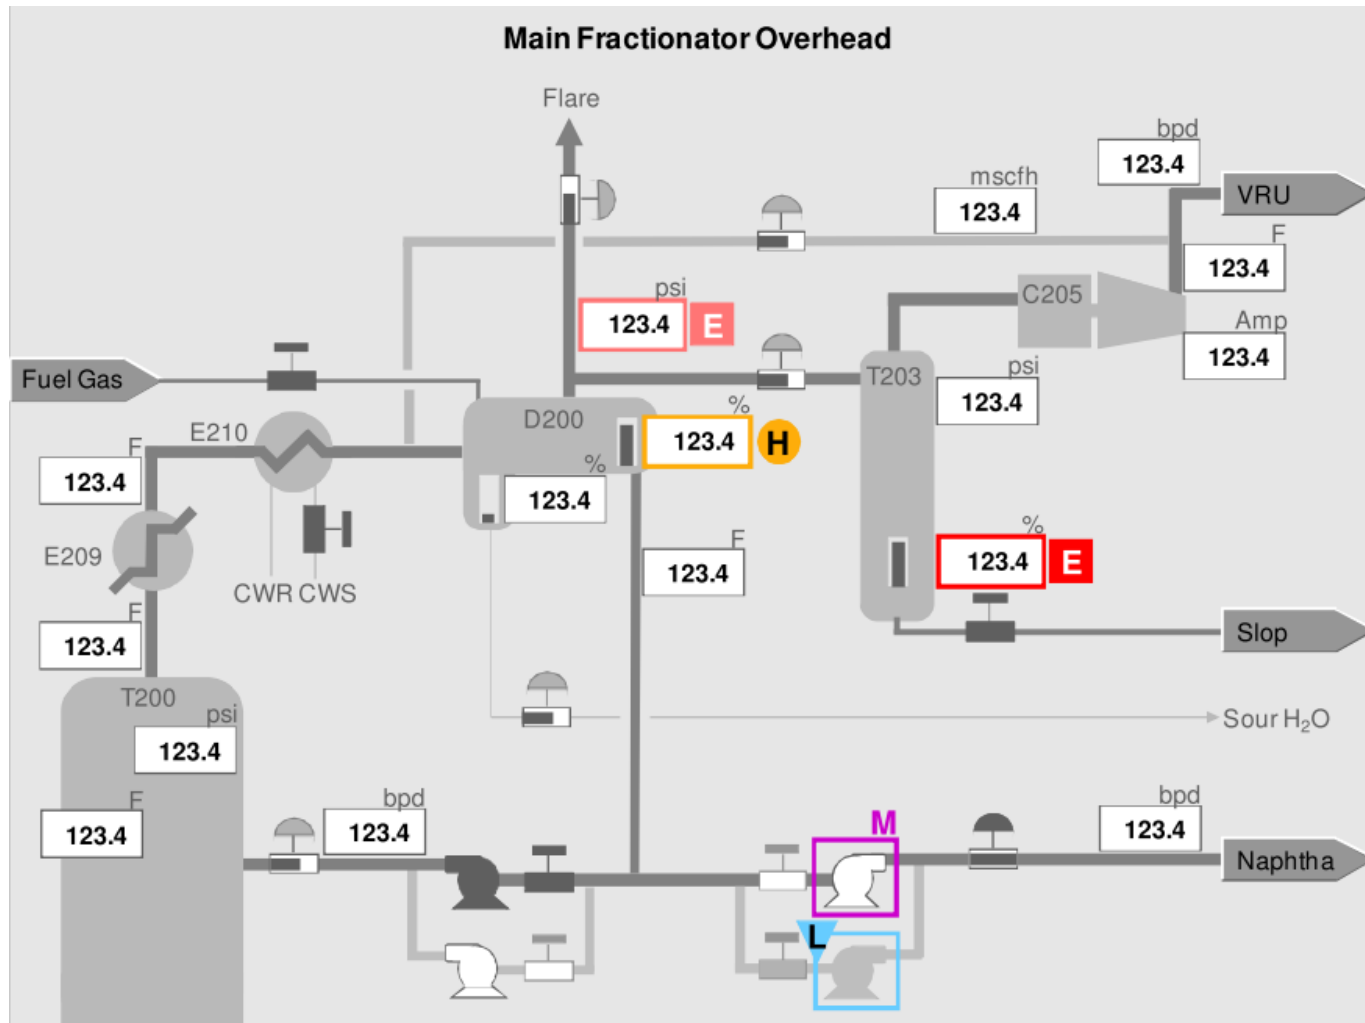 Main Fractionator Overhead
Flare
bpd
123.4
mscfh
123.4
VRU
F
123.4
psi
123.4
E
C205
Amp
123.4
Fuel Gas
T203
psi
123.4
D200
%
123.4
H
E210
F
123.4
%
123.4
E209
CWR CWS
F
123.4
%
123.4
E
F
123.4
Slop
T200
psi
123.4
Sour H₂O
F
123.4
bpd
123.4
M
bpd
123.4
Naphtha
L